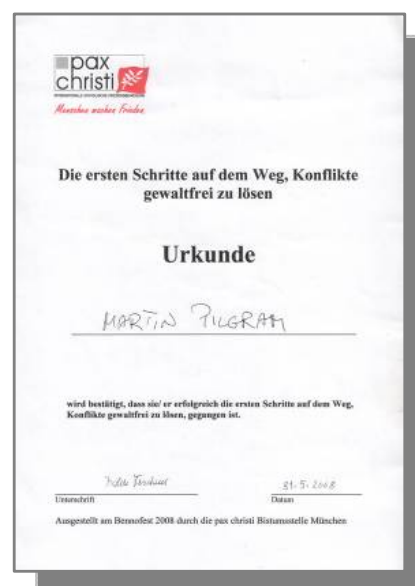 pax
christi
Menschen machen Frieden
Die ersten Schritte auf dem Weg, Konflikte
gewaltfrei zu lösen
Urkunde
MARTIN PILGRAM
wird bestätigt, dass sie/ er erfolgreich die ersten Schritte auf dem Weg,
Konflikte gewaltfrei zu lösen, gegangen ist.
31.5.2008
Unterschrift
Datum
Ausgestellt am Bennofest 2008 durch die pax christi Bistumsstelle München